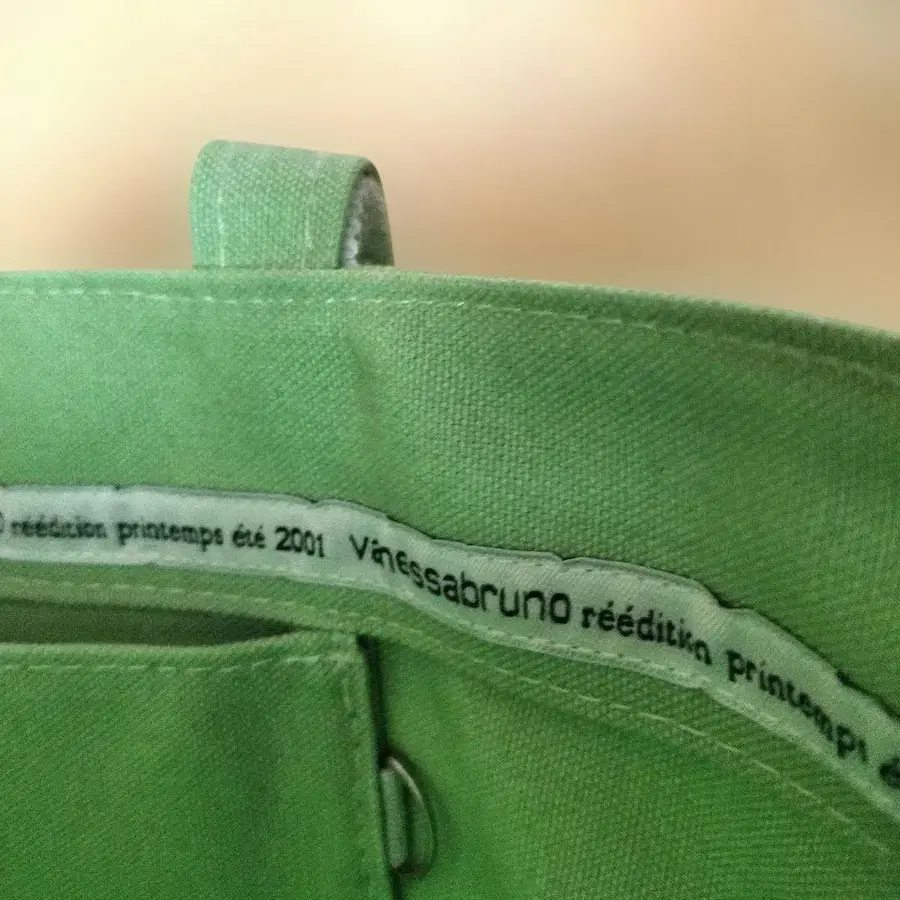 réédition printemps été 2001 vanessabruno réédition printemps